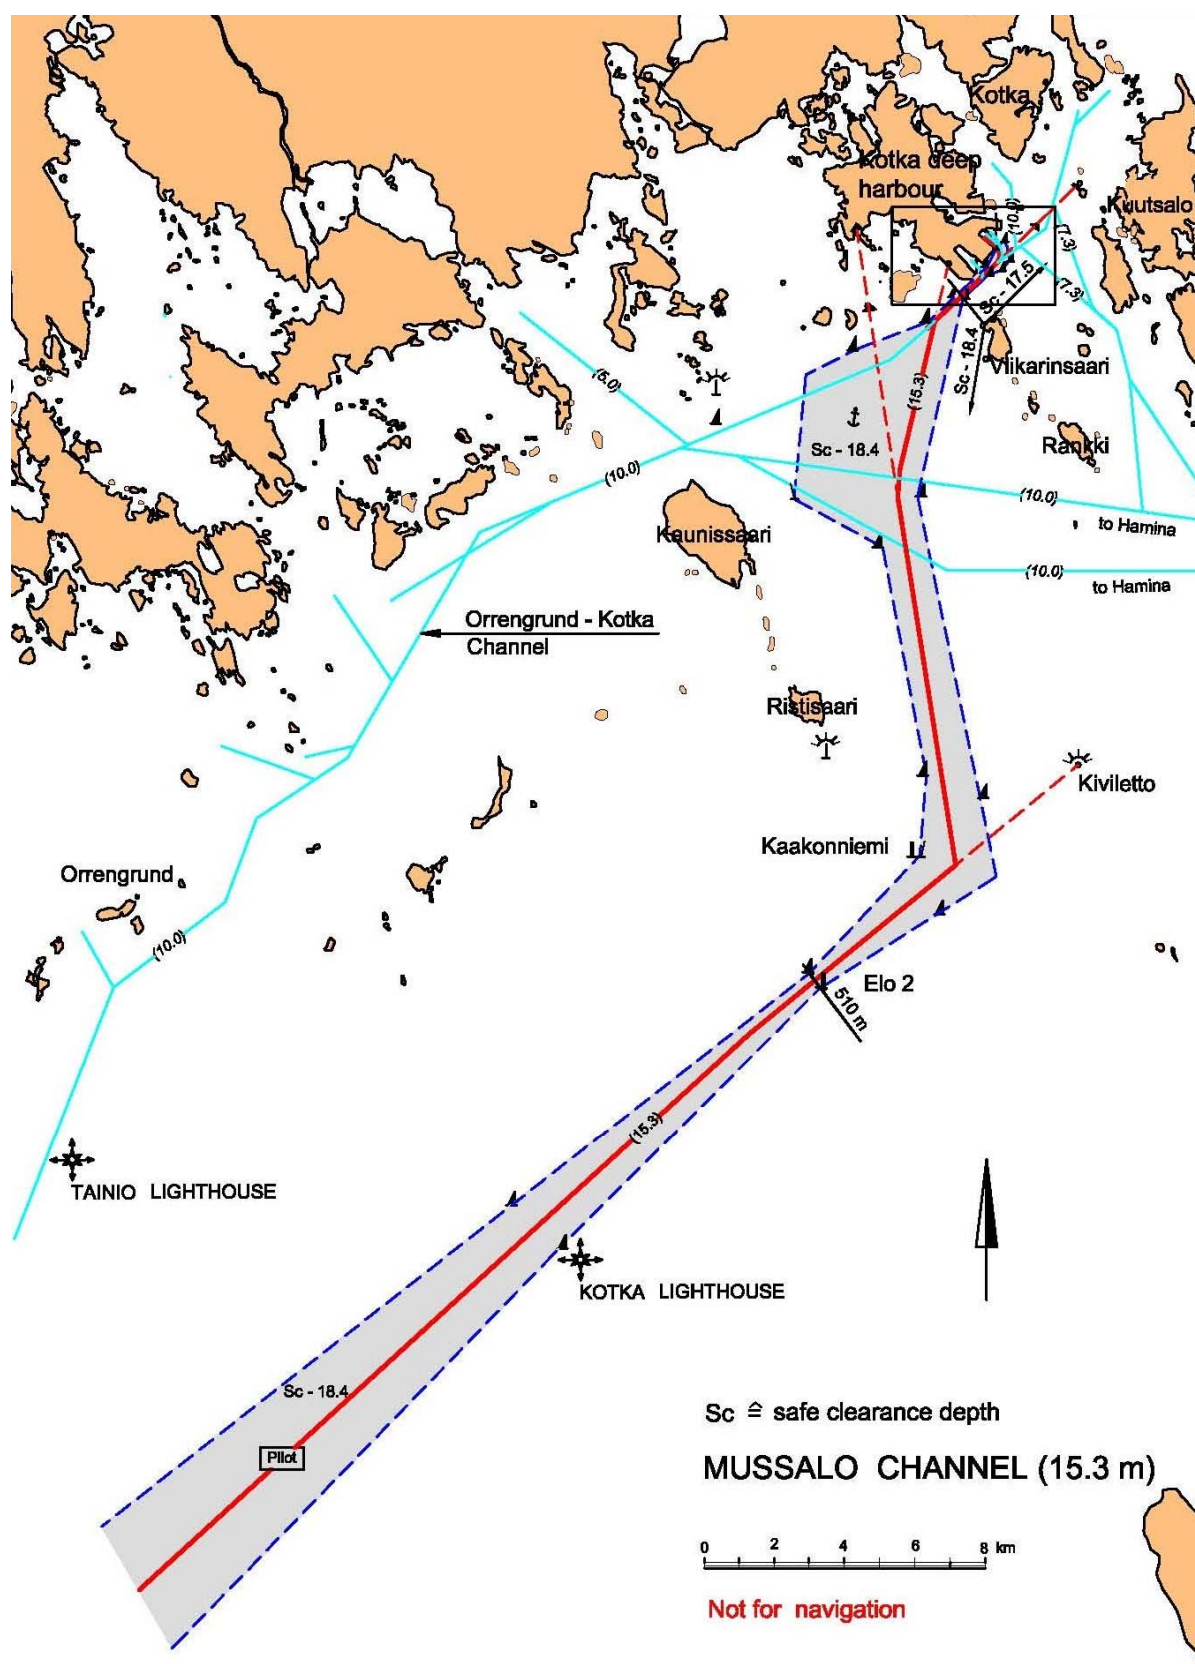 Kotka
Kotka deep
harbour
Kuutsalo
(10.0)
(7.3)
(7.3)
Sc - 17.5
Sc - 18.4
Viikarinsaari
(15.3)
(5.0)
Sc - 18.4
Rankki
(10.0)
(10.0)
to Hamina
Kaunissaari
(10.0)
to Hamina
Orrengrund - Kotka
Channel
Ristisaari
Kiviletto
Kaakonniemi
Orrengrund
(10.0)
Elo 2
510 m
(15.3)
TAINIO LIGHTHOUSE
KOTKA LIGHTHOUSE
Sc - 18.4
Pilot
Sc ≙ safe clearance depth
MUSSALO CHANNEL (15.3 m)
0 2 4 6 8 km
Not for navigation